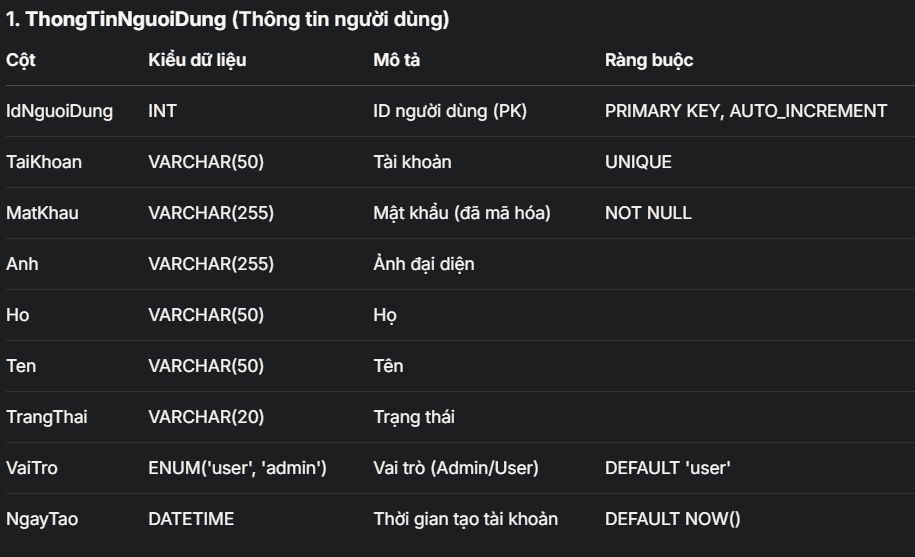 1. ThongTinNguoiDung (Thông tin người dùng)
Cột Kiểu dữ liệu Mô tả Ràng buộc
IdNguoiDung INT ID người dùng (PK) PRIMARY KEY, AUTO_INCREMENT
TaiKhoan VARCHAR(50) Tài khoản UNIQUE
MatKhau VARCHAR(255) Mật khẩu (đã mã hóa) NOT NULL
Anh VARCHAR(255) Ảnh đại diện
Ho VARCHAR(50) Họ
Ten VARCHAR(50) Tên
TrangThai VARCHAR(20) Trạng thái
VaiTro ENUM('user', 'admin') Vai trò (Admin/User) DEFAULT 'user'
NgayTao DATETIME Thời gian tạo tài khoản DEFAULT NOW()